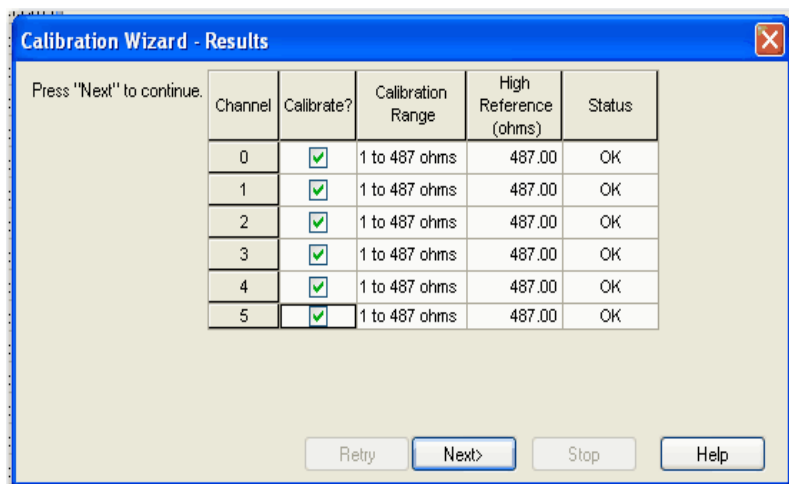 Calibration Wizard - Results
Press "Next" to continue.
Channel Calibrate? Calibration Range High Reference (ohms) Status
0 1 to 487 ohms 487.00 OK
1 1 to 487 ohms 487.00 OK
2 1 to 487 ohms 487.00 OK
3 1 to 487 ohms 487.00 OK
4 1 to 487 ohms 487.00 OK
5 1 to 487 ohms 487.00 OK
Retry Next> Stop Help